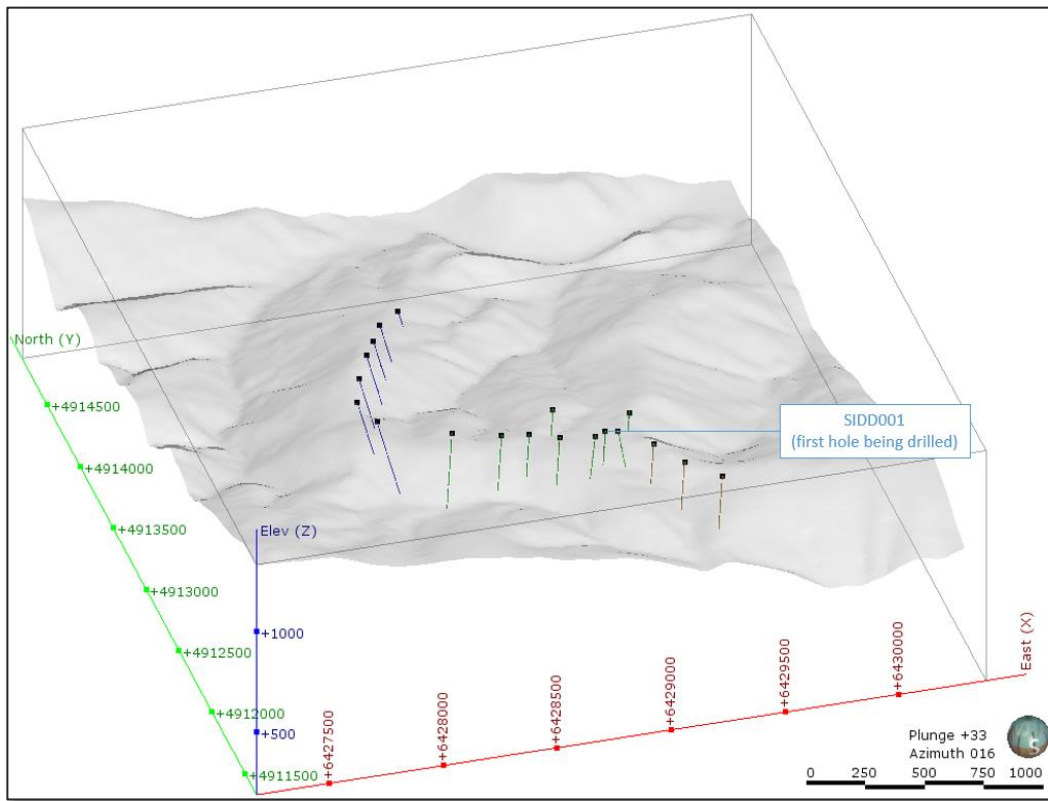 North (Y)
+4914500
+4914000
+4913500
+4913000
+4912500
+4912000
+4911500
Elev (Z)
+1000
+500
SIDD001
(first hole being drilled)
+6427500
+6428000
+6428500
+6429000
+6429500
+6430000
East (X)
Plunge +33
Azimuth 016
S
0 250 500 750 1000